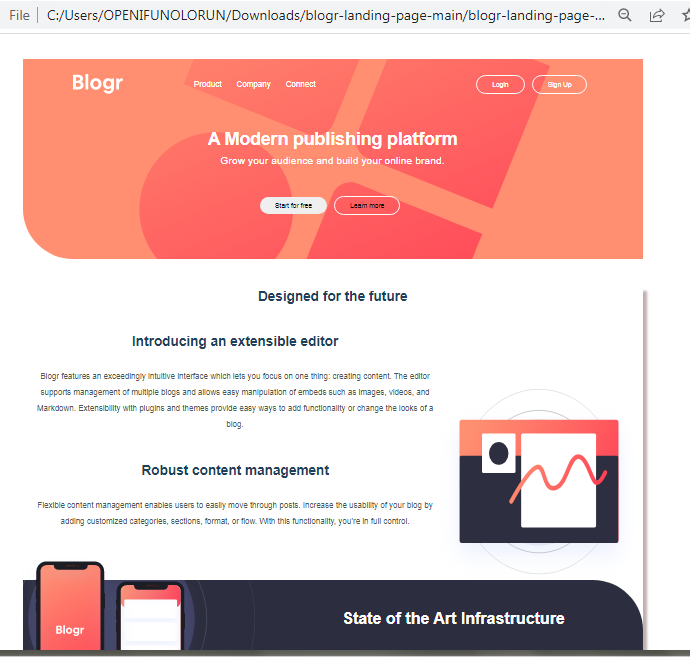 File C:/Users/OPENIFUNOLORUN/Downloads/blogr-landing-page-main/blogr-landing-page-...
Blogr Product Company Connect Login Sign Up
A Modern publishing platform
Grow your audience and build your online brand.
Start for free Learn more
Designed for the future
Introducing an extensible editor
Blogr features an exceedingly intuitive interface which lets you focus on one thing: creating content. The editor
supports management of multiple blogs and allows easy manipulation of embeds such as images, videos, and
Markdown. Extensibility with plugins and themes provide easy ways to add functionality or change the looks of a
blog.
Robust content management
Flexible content management enables users to easily move through posts. Increase the usability of your blog by
adding customized categories, sections, format, or flow. With this functionality, you're in full control.
State of the Art Infrastructure
Blogr